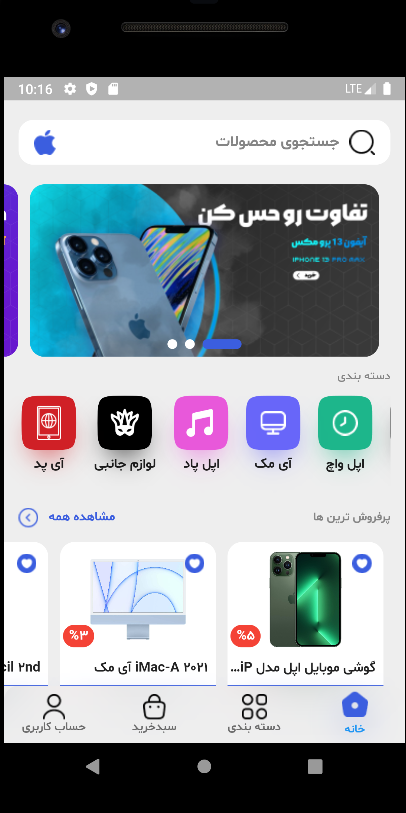 10:16
LTE
جستجوی محصولات
تفاوت رو حس کن
آیفون 13 پرو مکس
IPHONE 13 PRO MAX
خرید
دسته بندی
اپل واچ
آی مک
اپل پاد
لوازم جانبی
آی پد
پرفروش ترین ها
مشاهده همه
%۵
%۳
گوشی موبایل اپل مدل iP...
آی مک iMac-A ۲۰۲۱
cil 2nd
خانه
دسته بندی
سبدخرید
حساب کاربری